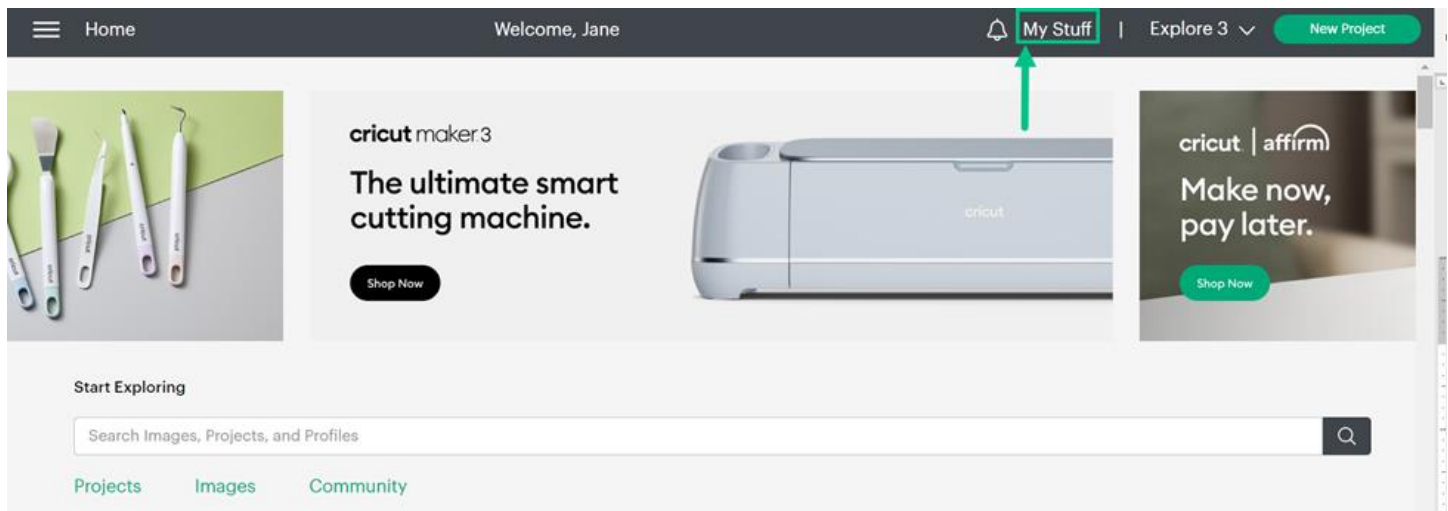 Home
Welcome, Jane
My Stuff
|
Explore 3
New Project
cricut maker 3
The ultimate smart
cutting machine.
Shop Now
cricut
cricut | affirm
Make now,
pay later.
Shop Now
Start Exploring
Search Images, Projects, and Profiles
Projects
Images
Community